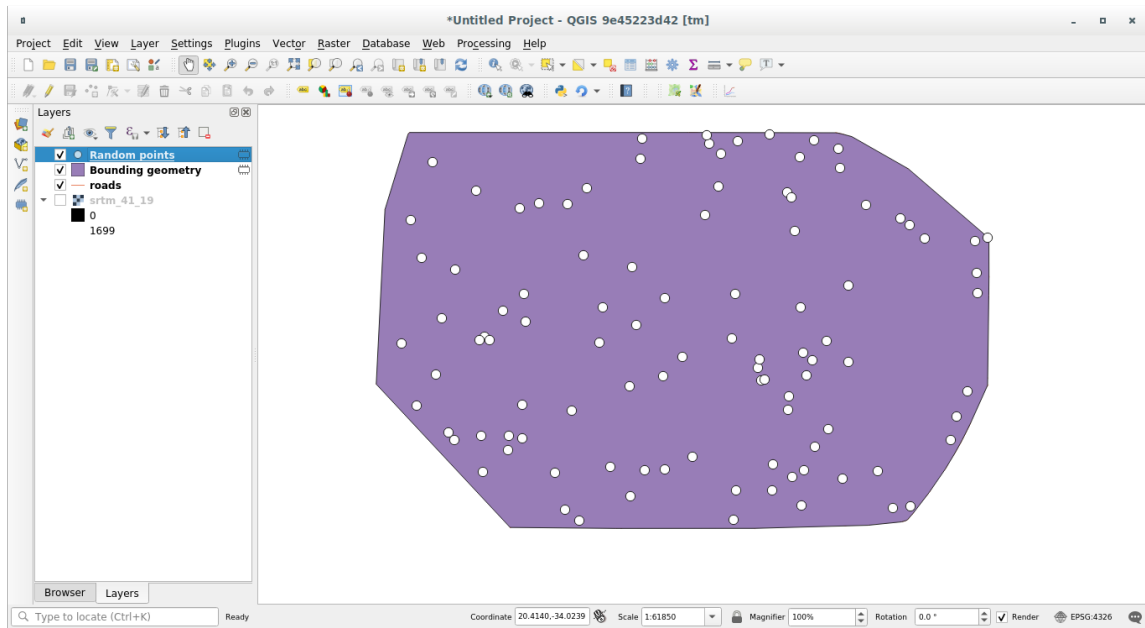 *Untitled Project - QGIS 9e45223d42 [tm]
Project Edit View Layer Settings Plugins Vector Raster Database Web Processing Help
Layers
Random points
Bounding geometry
roads
srtm_41_19
0
1699
Browser Layers
Type to locate (Ctrl+K) Ready Coordinate 20.4140,-34.0239 Scale 1:61850 Magnifier 100% Rotation 0.0 ° Render EPSG:4326